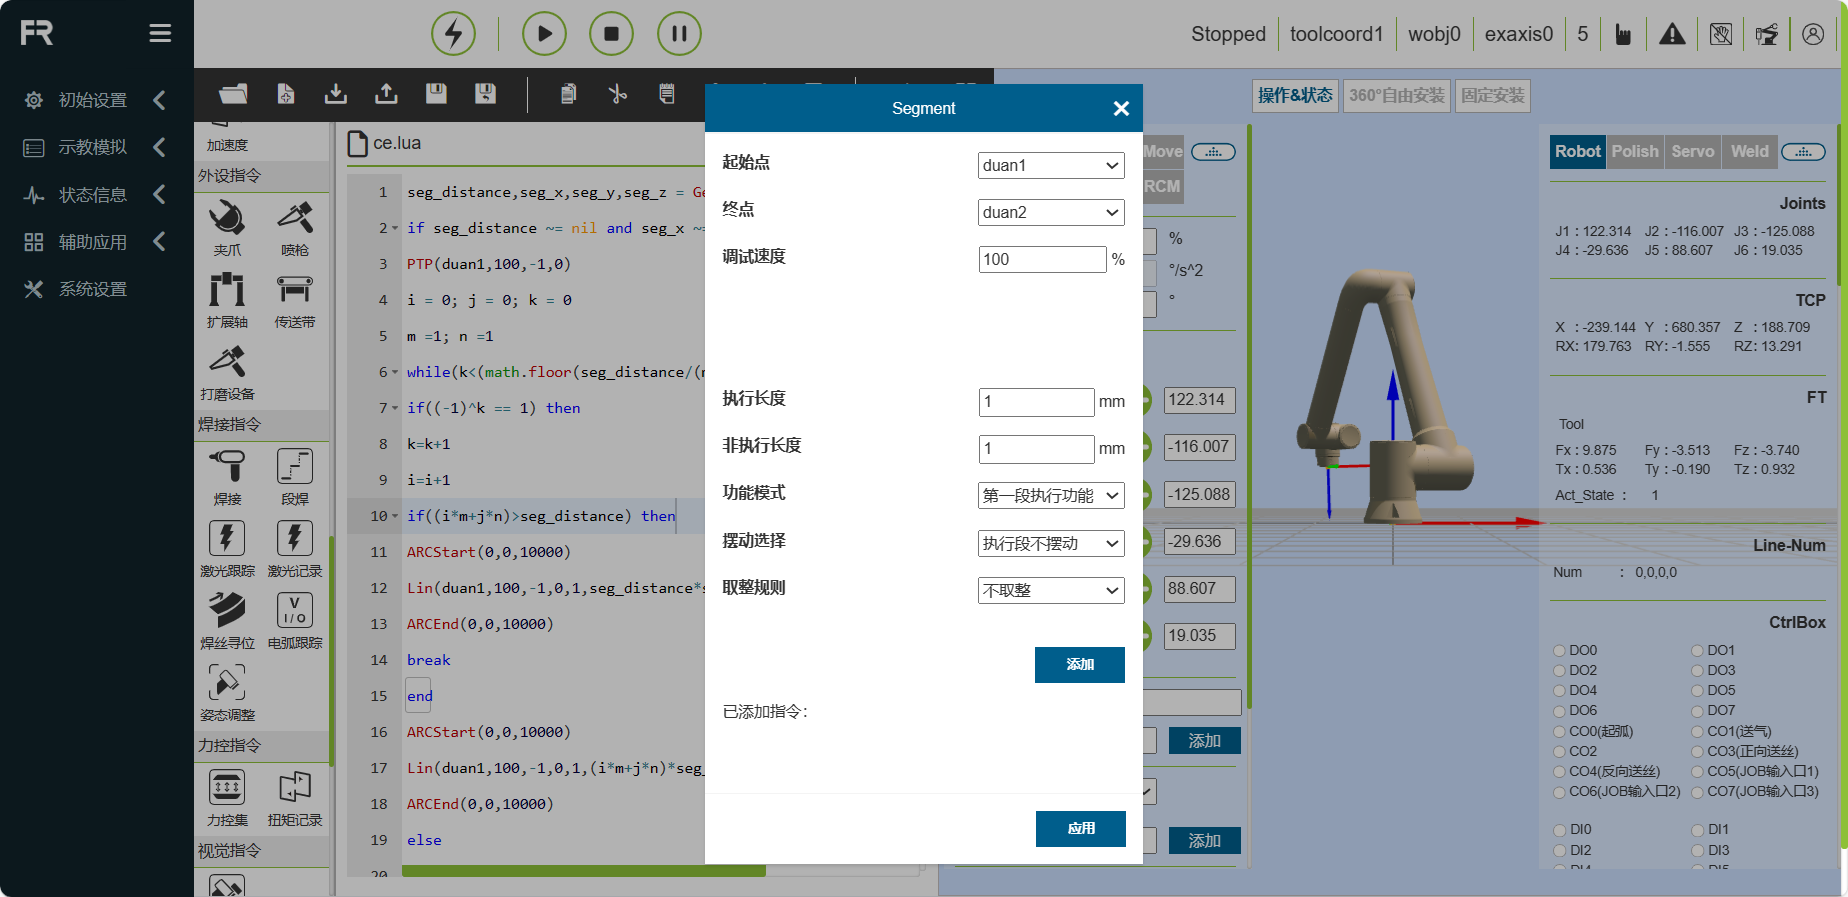 FR
Stopped
toolcoord1
wobj0
exaxis0
5
初始设置
示教模拟
状态信息
辅助应用
系统设置
加速度
外设指令
夹爪
喷枪
扩展轴
传送带
打磨设备
焊接指令
焊接
段焊
激光跟踪
激光记录
V
I/O
焊丝寻位
电弧跟踪
姿态调整
力控指令
力控集
扭矩记录
视觉指令
ce.lua
1 seg_distance,seg_x,seg_y,seg_z = Ge
2 if seg_distance ~= nil and seg_x ~=
3 PTP(duan1,100,-1,0)
4 i = 0; j = 0; k = 0
5 m =1; n =1
6 while(k<(math.floor(seg_distance/(m
7 if((-1)^k == 1) then
8 k=k+1
9 i=i+1
10 if((i*m+j*n)>seg_distance) then
11 ARCStart(0,0,10000)
12 Lin(duan1,100,-1,0,1,seg_distance*s
13 ARCEnd(0,0,10000)
14 break
15 end
16 ARCStart(0,0,10000)
17 Lin(duan1,100,-1,0,1,(i*m+j*n)*seg_
18 ARCEnd(0,0,10000)
19 else
20
Segment
起始点
duan1
终点
duan2
调试速度
100 %
执行长度
1 mm
非执行长度
1 mm
功能模式
第一段执行功能
摆动选择
执行段不摆动
取整规则
不取整
添加
已添加指令:
应用
Move
RCM
%
°/s^2
°
122.314
-116.007
-125.088
-29.636
88.607
19.035
添加
添加
操作&状态
360°自由安装
固定安装
Robot
Polish
Servo
Weld
Joints
J1 : 122.314 J2 : -116.007 J3 : -125.088
J4 : -29.636 J5 : 88.607 J6 : 19.035
TCP
X : -239.144 Y : 680.357 Z : 188.709
RX: 179.763 RY: -1.555 RZ: 13.291
FT
Tool
Fx : 9.875 Fy : -3.513 Fz : -3.740
Tx : 0.536 Ty : -0.190 Tz : 0.932
Act_State : 1
Line-Num
Num : 0,0,0,0
CtrlBox
DO0 DO1
DO2 DO3
DO4 DO5
DO6 DO7
CO0(起弧) CO1(送气)
CO2 CO3(正向送丝)
CO4(反向送丝) CO5(JOB输入口1)
CO6(JOB输入口2) CO7(JOB输入口3)
DI0 DI1
DI2 DI3
DI4 DI5